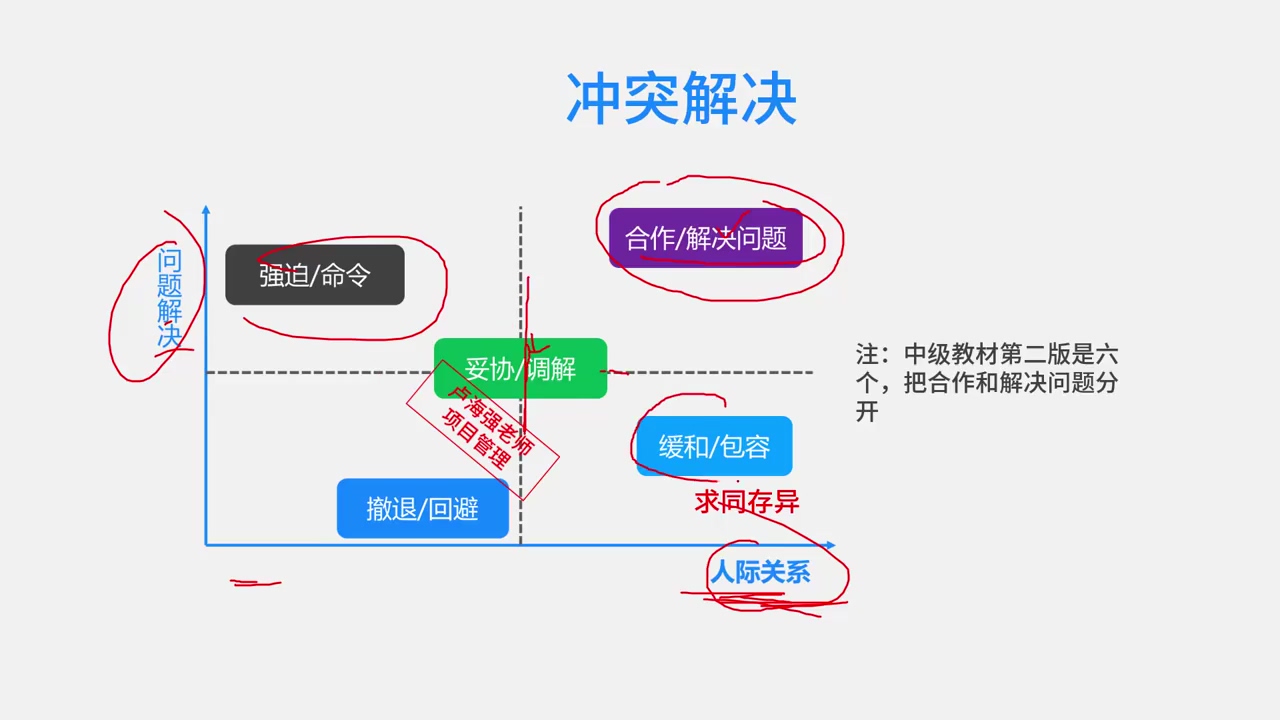 冲突解决
问题解决
强迫/命令
合作/解决问题
妥协/调解
卢海强老师
项目管理
注：中级教材第二版是六
个，把合作和解决问题分
开
缓和/包容
求同存异
撤退/回避
人际关系